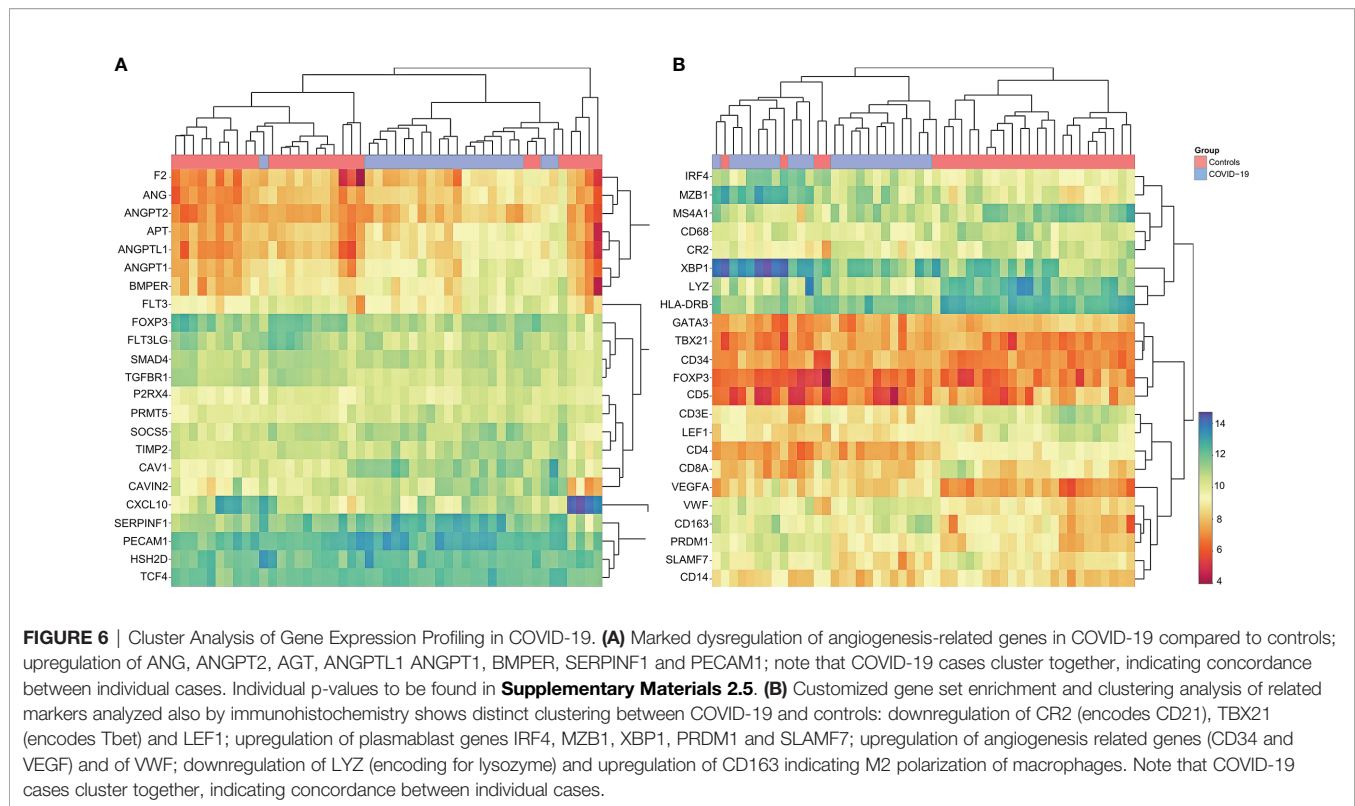 A
B
F2
ANG
ANGPT2
APT
ANGPTL1
ANGPT1
BMPER
FLT3
FOXP3
FLT3LG
SMAD4
TGFBR1
P2RX4
PRMT5
SOCS5
TIMP2
CAV1
CAVIN2
CXCL10
SERPINF1
PECAM1
HSH2D
TCF4
IRF4
MZB1
MS4A1
CD68
CR2
XBP1
LYZ
HLA-DRB
GATA3
TBX21
CD34
FOXP3
CD5
CD3E
LEF1
CD4
CD8A
VEGFA
VWF
CD163
PRDM1
SLAMF7
CD14
Group
Controls
COVID-19
14
12
10
8
6
4
FIGURE 6 | Cluster Analysis of Gene Expression Profiling in COVID-19. (A) Marked dysregulation of angiogenesis-related genes in COVID-19 compared to controls;
upregulation of ANG, ANGPT2, AGT, ANGPTL1 ANGPT1, BMPER, SERPINF1 and PECAM1; note that COVID-19 cases cluster together, indicating concordance
between individual cases. Individual p-values to be found in Supplementary Materials 2.5. (B) Customized gene set enrichment and clustering analysis of related
markers analyzed also by immunohistochemistry shows distinct clustering between COVID-19 and controls: downregulation of CR2 (encodes CD21), TBX21
(encodes Tbet) and LEF1; upregulation of plasmablast genes IRF4, MZB1, XBP1, PRDM1 and SLAMF7; upregulation of angiogenesis related genes (CD34 and
VEGF) and of VWF; downregulation of LYZ (encoding for lysozyme) and upregulation of CD163 indicating M2 polarization of macrophages. Note that COVID-19
cases cluster together, indicating concordance between individual cases.